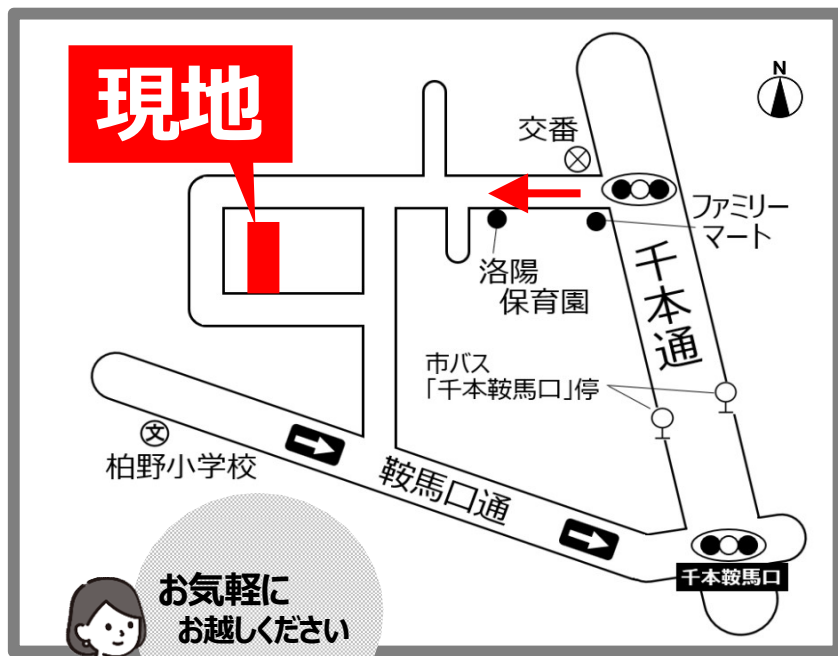 現地
N
交番
ファミリー
マート
洛陽
保育園
千本通
市バス
「千本鞍馬口」停
文
柏野小学校
鞍馬口通
千本鞍馬口
お気軽に
お越しください